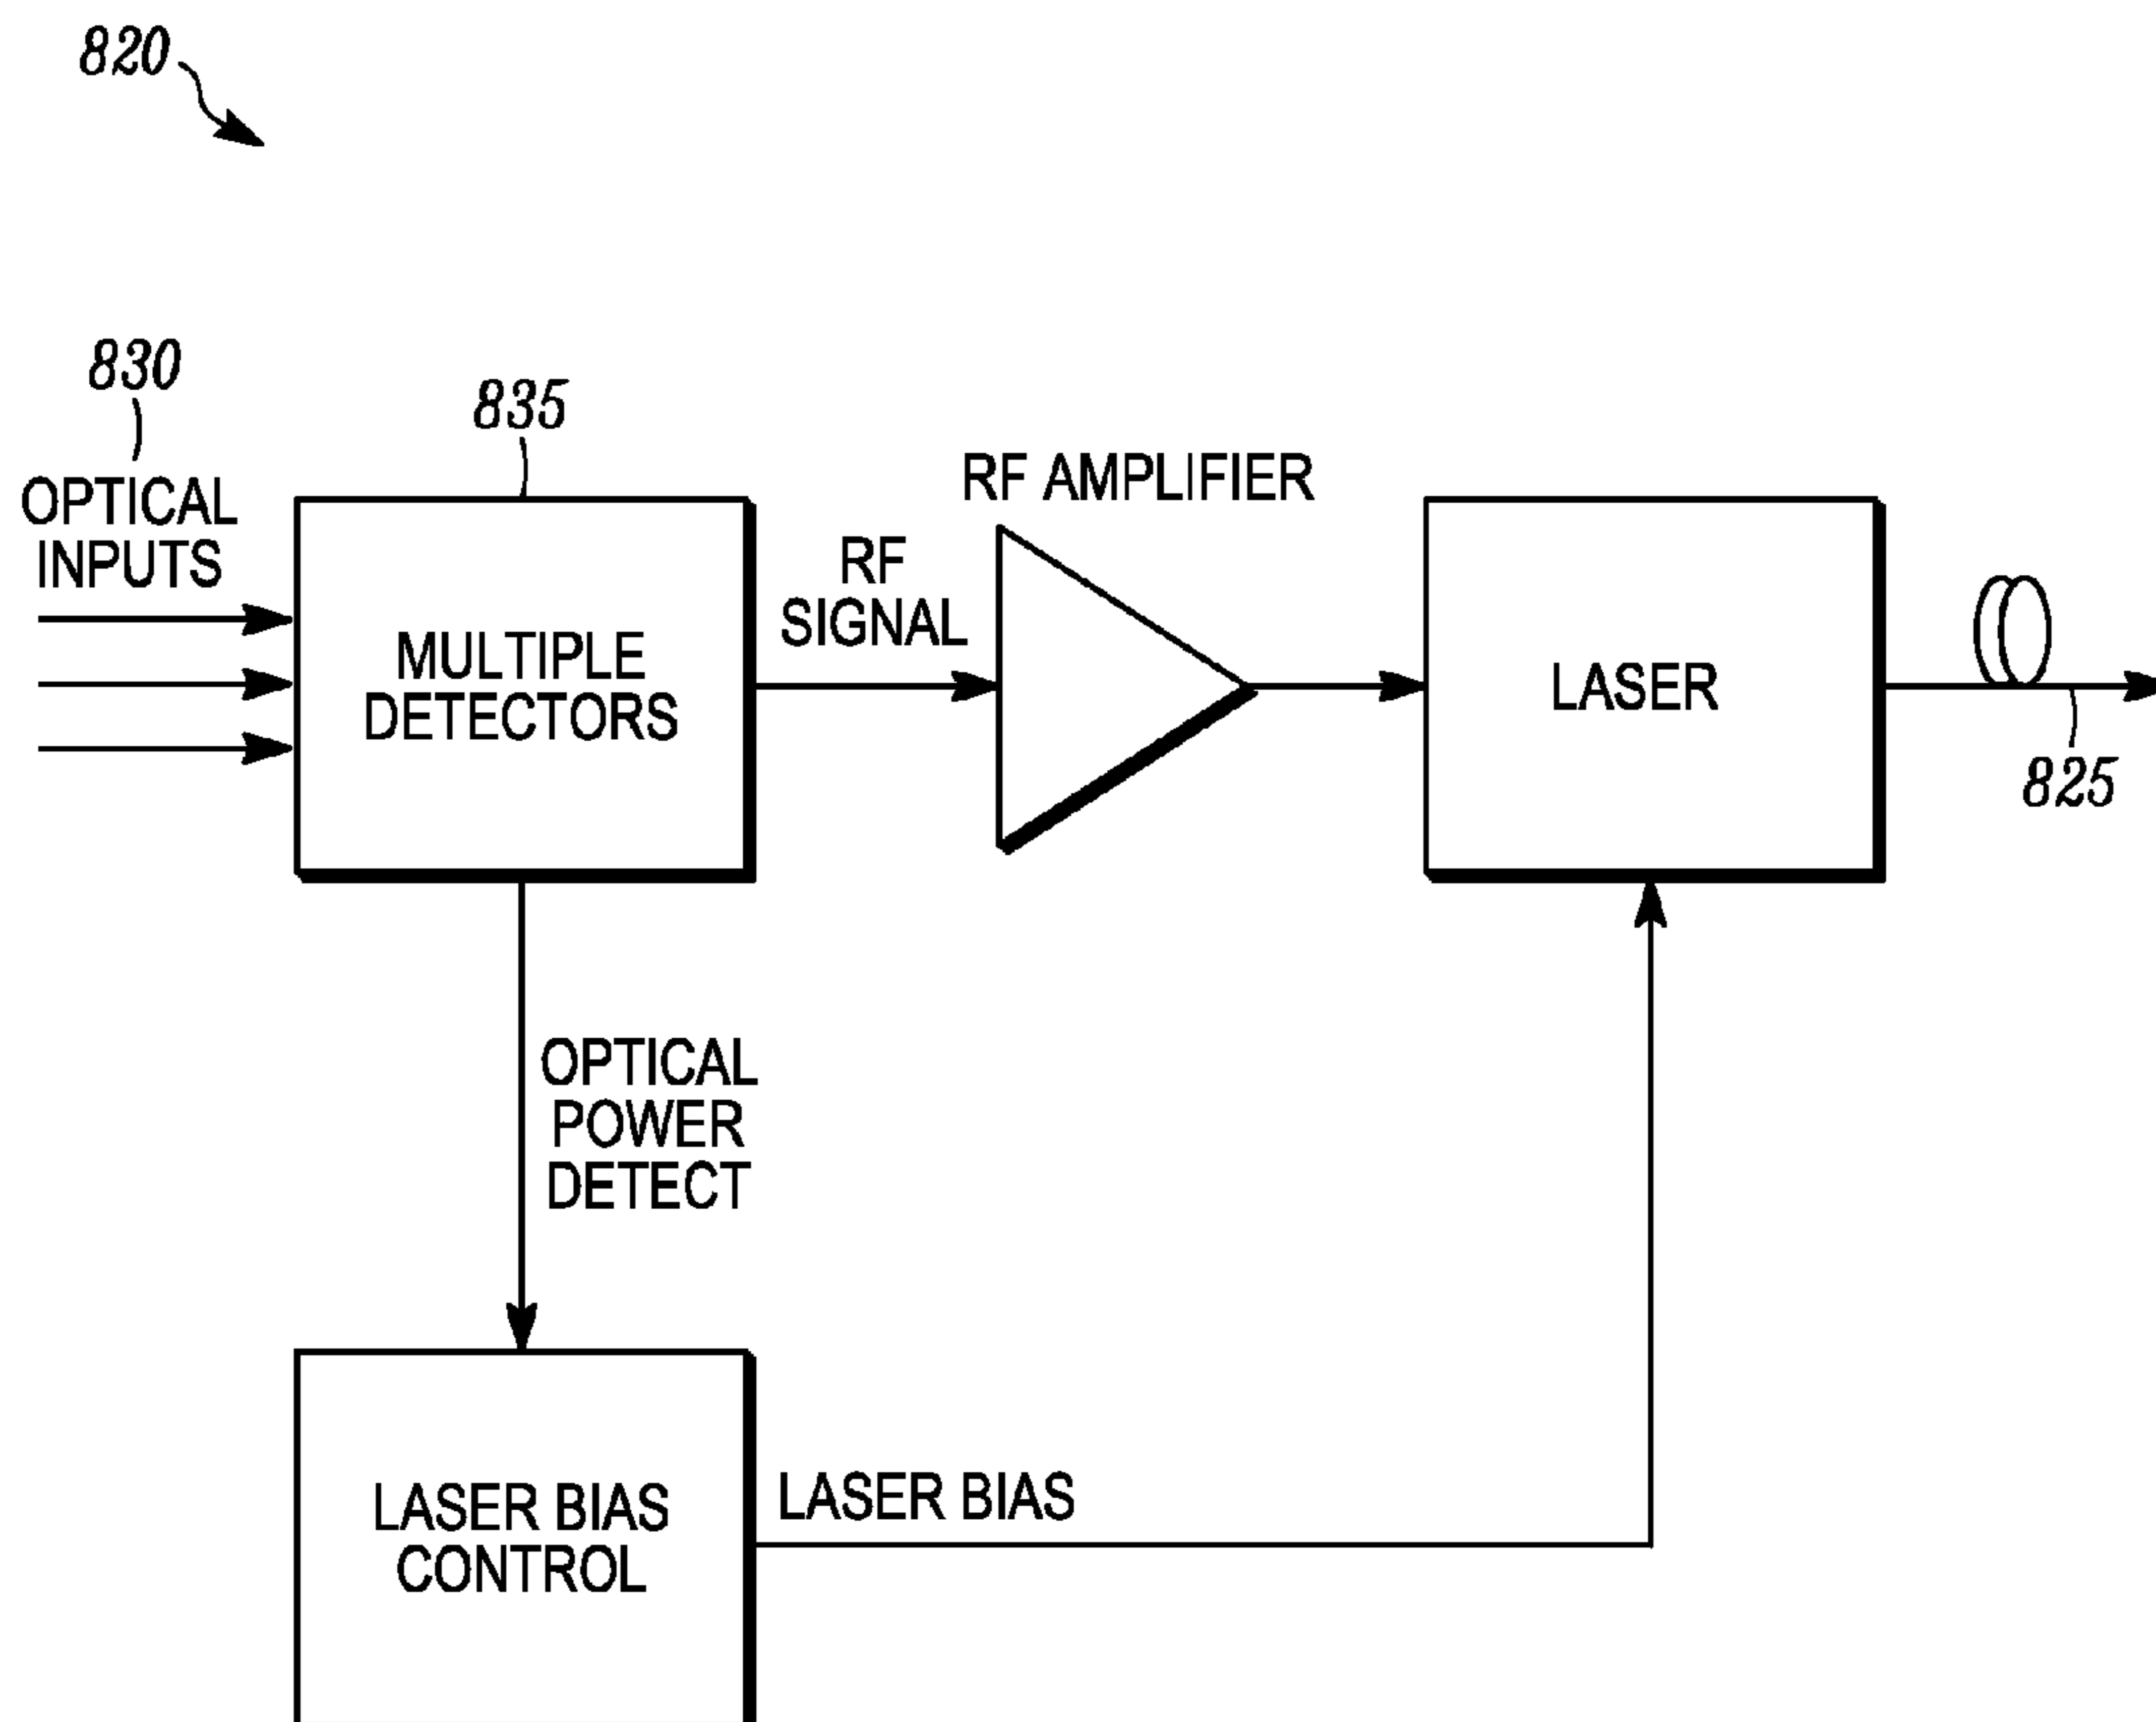 820
830
835
OPTICAL
INPUTS
RF AMPLIFIER
RF
SIGNAL
MULTIPLE
DETECTORS
LASER
825
OPTICAL
POWER
DETECT
LASER BIAS
CONTROL
LASER BIAS